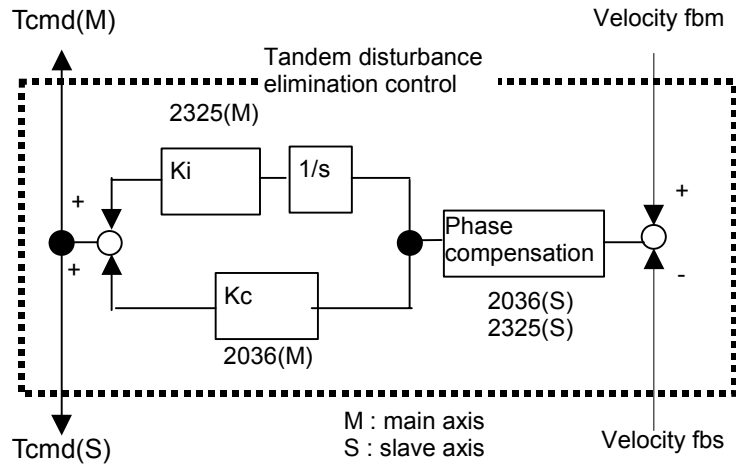 Tcmd(M)
Velocity fbm
Tandem disturbance
elimination control
2325(M)
Ki
1/s
+
+
Phase
compensation
+
-
Kc
2036(S)
2325(S)
2036(M)
M : main axis
S : slave axis
Tcmd(S)
Velocity fbs